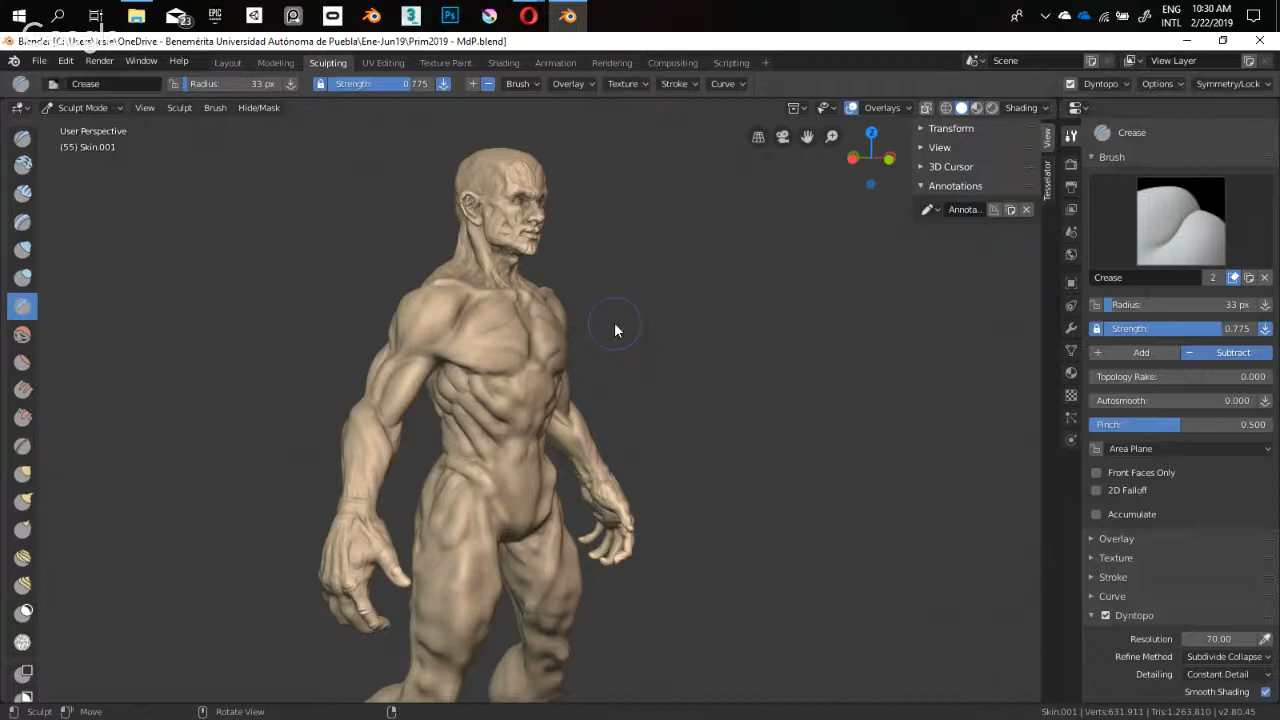 ENG 10:30 AM
INTL 2/22/2019
EPIC
23
Google
Blender [C:\Users\lesie\OneDrive - Benemérita Universidad Autónoma de Puebla\Ene-Jun19\Prim2019 - MdP.blend]
File Edit Render Window Help Layout Modeling Sculpting UV Editing Texture Paint Shading Animation Rendering Compositing Scripting + Scene View Layer
Crease Radius: 33 px Strength: 0.775 Brush Overlay Texture Stroke Curve Dyntopo Options Symmetry/Lock
Sculpt Mode View Sculpt Brush Hide/Mask Overlays Shading
User Perspective
(55) Skin.001
Transform
View
3D Cursor
Annotations
Annota..
View
Tesselator
Crease
Brush
Crease 2
Radius: 33 px
Strength: 0.775
Add Subtract
Topology Rake: 0.000
Autosmooth: 0.000
Pinch: 0.500
Area Plane
Front Faces Only
2D Falloff
Accumulate
Overlay
Texture
Stroke
Curve
Dyntopo
Resolution 70.00
Refine Method Subdivide Collapse
Detailing Constant Detail
Smooth Shading
Sculpt Move Rotate View Skin.001 | Verts:631,911 | Tris:1,263,810 | v2.80.45